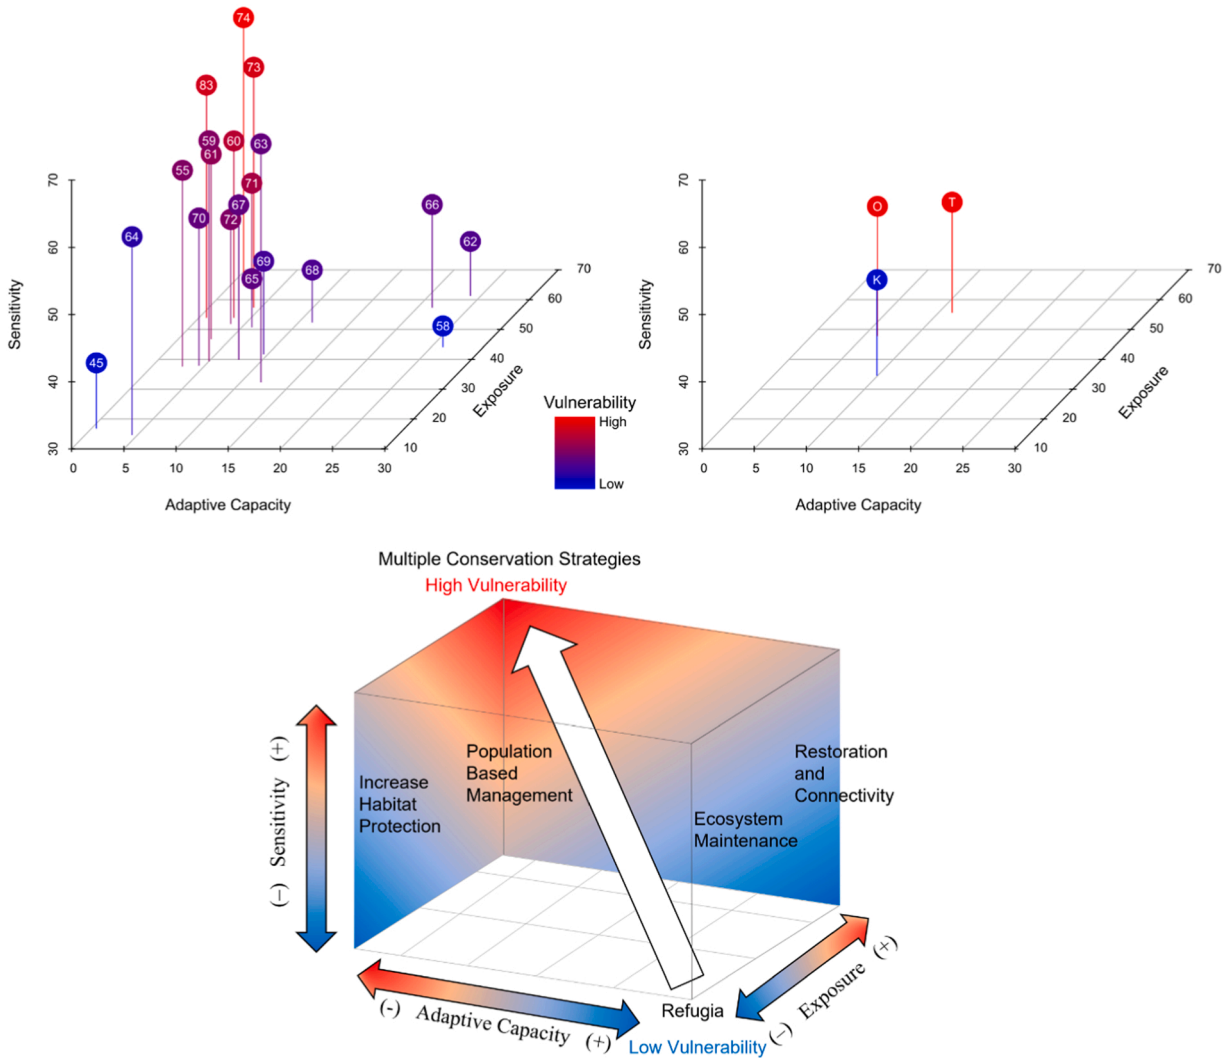 74
73
83
59
60
63
61
55
71
67
70
72
64
69
65
68
66
62
58
45
Sensitivity
70
60
50
40
30
0
5
10
15
20
25
30
Adaptive Capacity
10
20
30
40
50
60
70
Exposure
Vulnerability
High
Low
O
T
K
Sensitivity
70
60
50
40
30
0
5
10
15
20
25
30
Adaptive Capacity
10
20
30
40
50
60
70
Exposure
Multiple Conservation Strategies
High Vulnerability
(−) Sensitivity (+)
Increase
Habitat
Protection
Population
Based
Management
Restoration
and
Connectivity
Ecosystem
Maintenance
(-) Adaptive Capacity (+)
Refugia
Low Vulnerability
(−) Exposure (+)